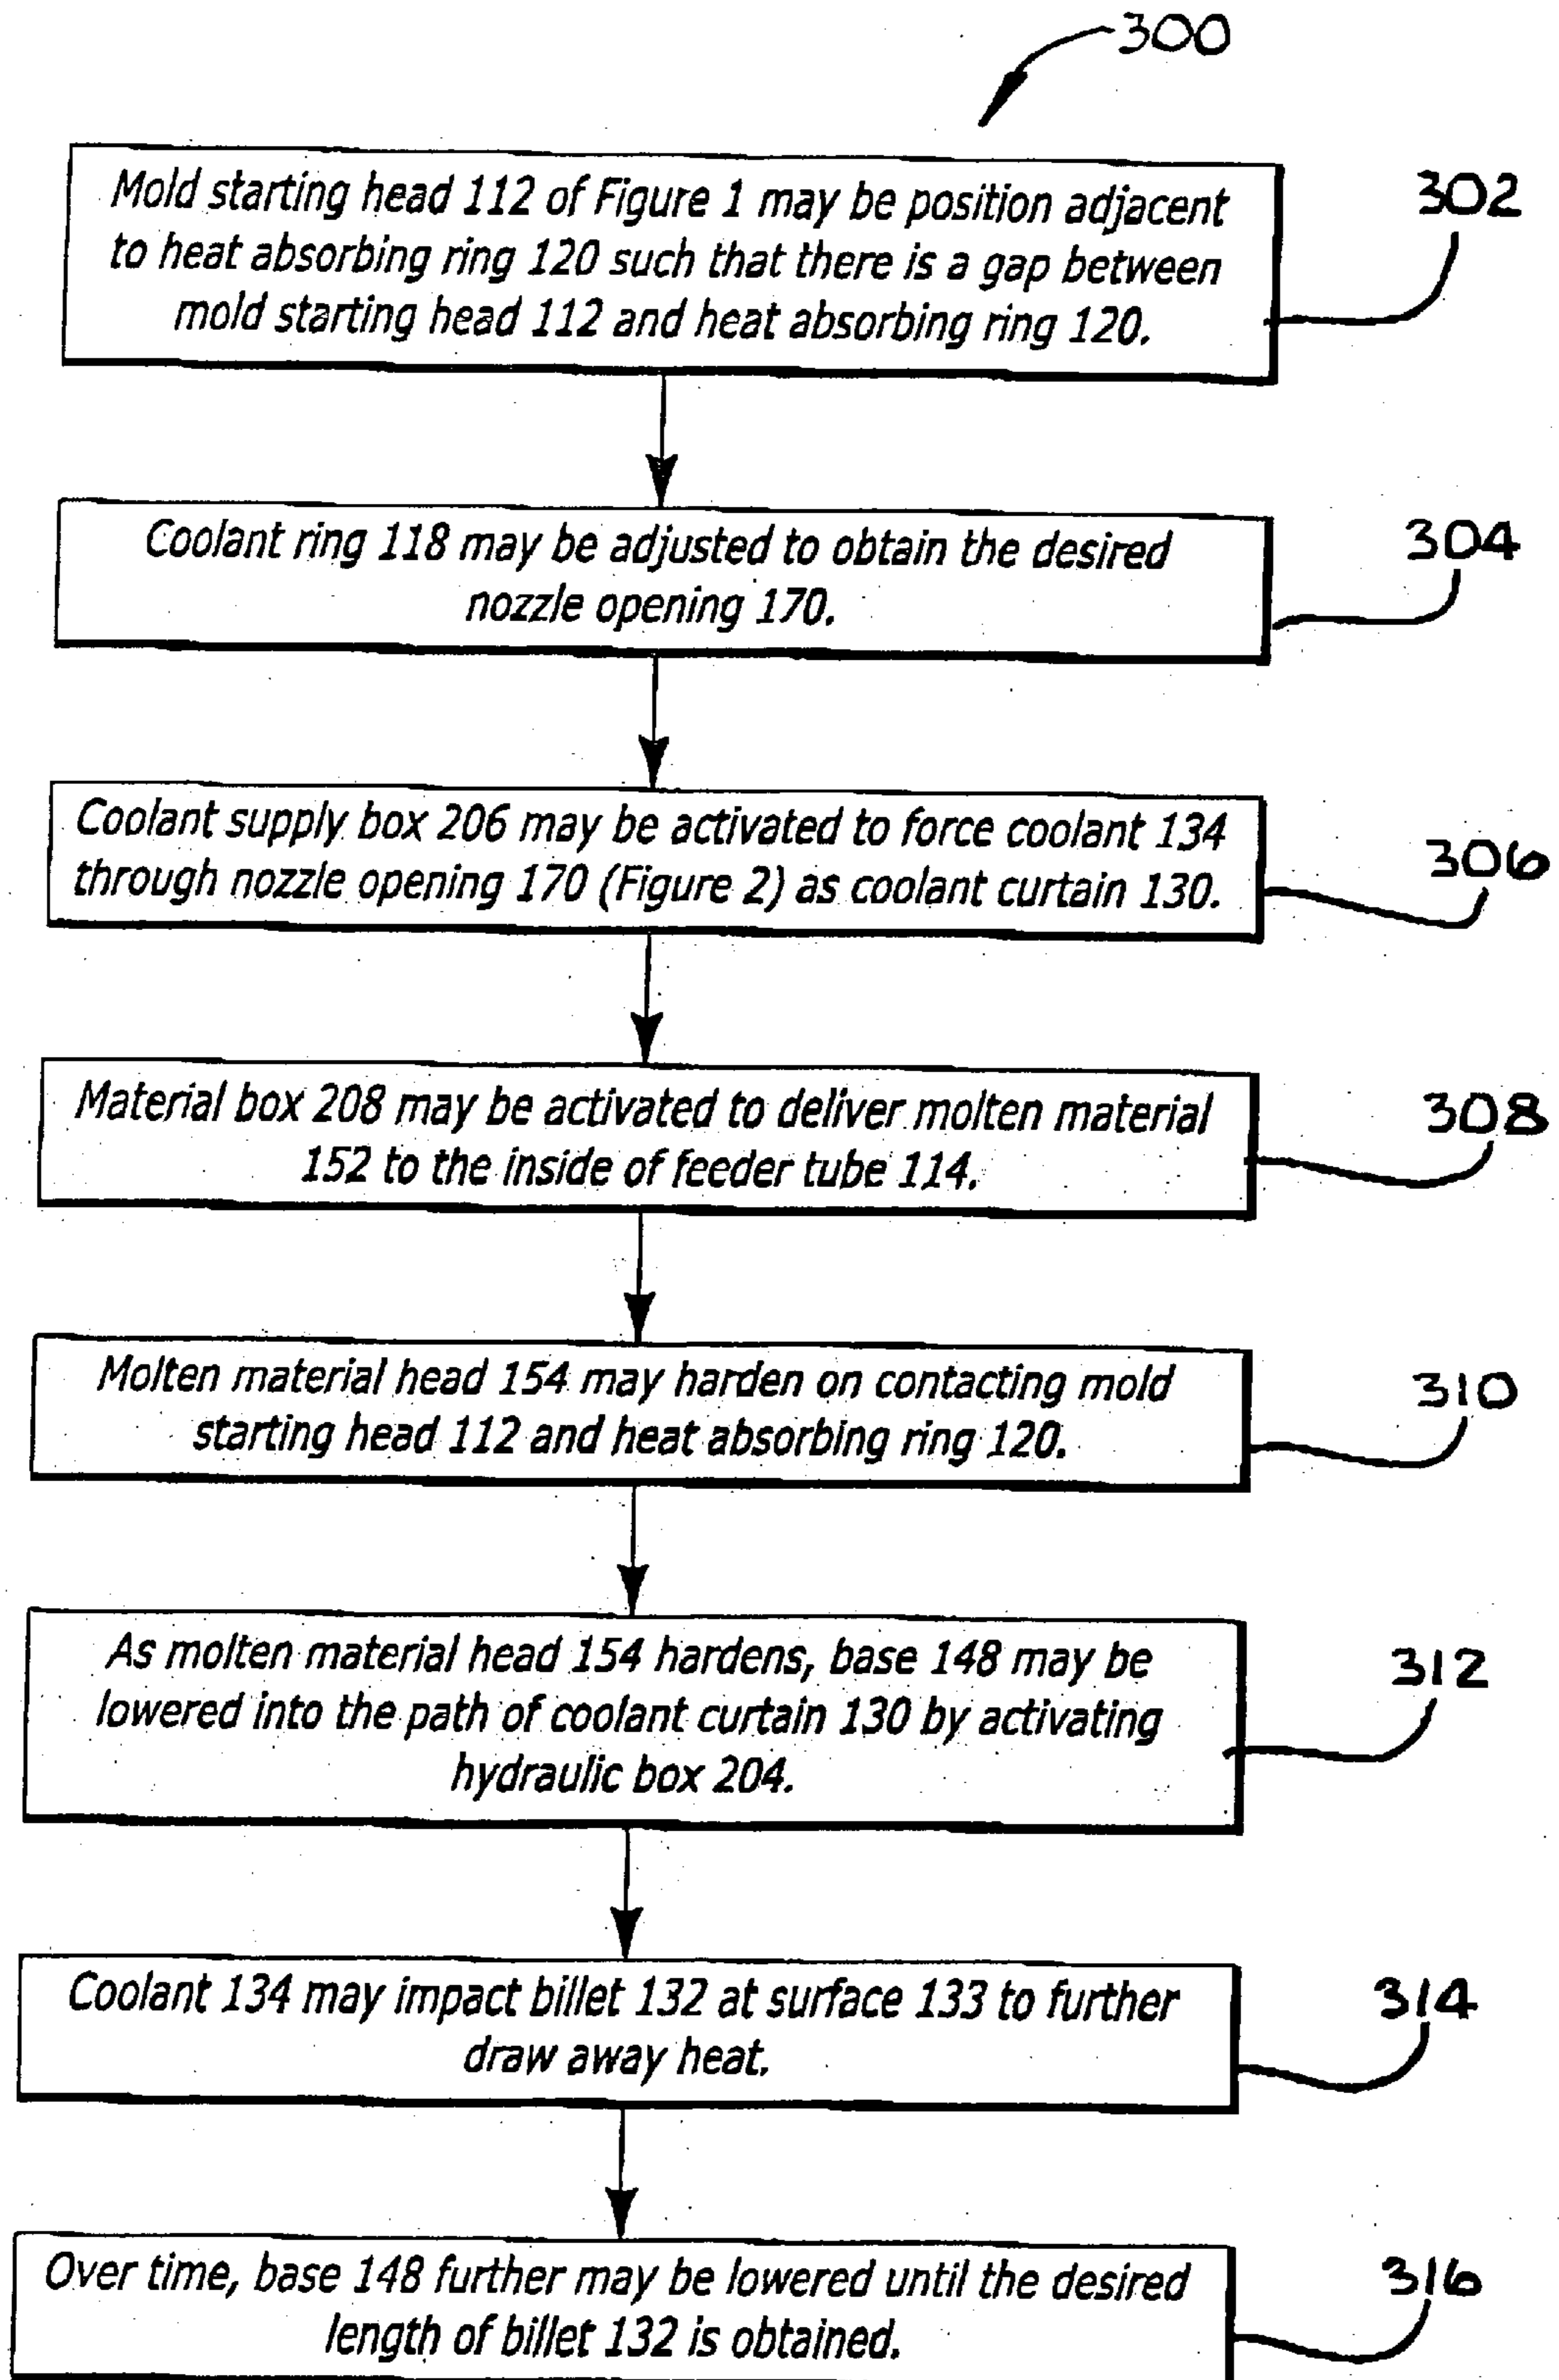 300
Mold starting head 112 of Figure 1 may be position adjacent
to heat absorbing ring 120 such that there is a gap between
mold starting head 112 and heat absorbing ring 120.
302
Coolant ring 118 may be adjusted to obtain the desired
nozzle opening 170.
304
Coolant supply box 206 may be activated to force coolant 134
through nozzle opening 170 (Figure 2) as coolant curtain 130.
306
Material box 208 may be activated to deliver molten material
152 to the inside of feeder tube 114.
308
Molten material head 154 may harden on contacting mold
starting head 112 and heat absorbing ring 120.
310
As molten material head 154 hardens, base 148 may be
lowered into the path of coolant curtain 130 by activating
hydraulic box 204.
312
Coolant 134 may impact billet 132 at surface 133 to further
draw away heat.
314
Over time, base 148 further may be lowered until the desired
length of billet 132 is obtained.
316